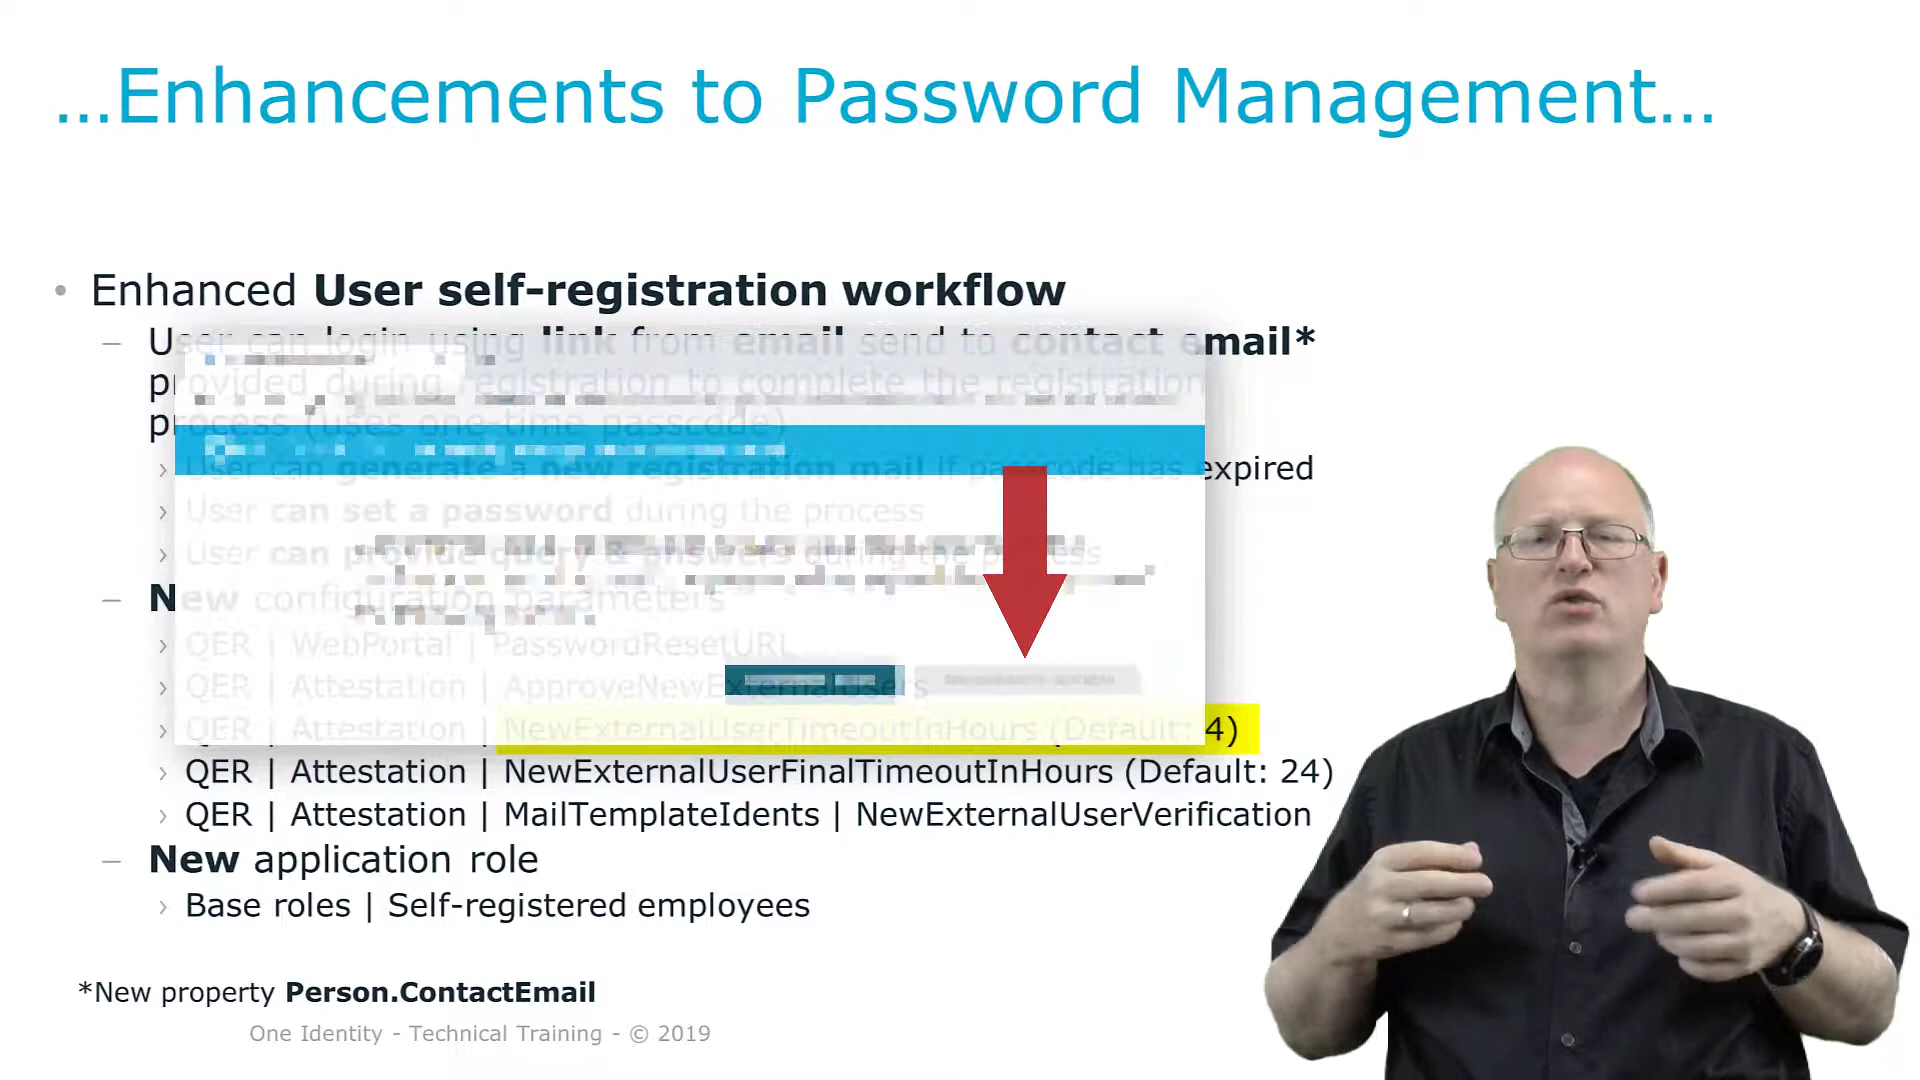 …Enhancements to Password Management…
• Enhanced User self-registration workflow
– User can login using link from email send to contact email*
provided during registration to complete the registration
process (uses one-time passcode)
› User can generate a new registration mail if passcode has expired
› User can set a password during the process
› User can provide query & answers during the process
– New configuration parameters
› QER | WebPortal | PasswordResetURL
› QER | Attestation | ApproveNewExternalUsers
› QER | Attestation | NewExternalUserTimeoutInHours (Default: 4)
› QER | Attestation | NewExternalUserFinalTimeoutInHours (Default: 24)
› QER | Attestation | MailTemplateIdents | NewExternalUserVerification
– New application role
› Base roles | Self-registered employees
*New property Person.ContactEmail
One Identity - Technical Training - © 2019